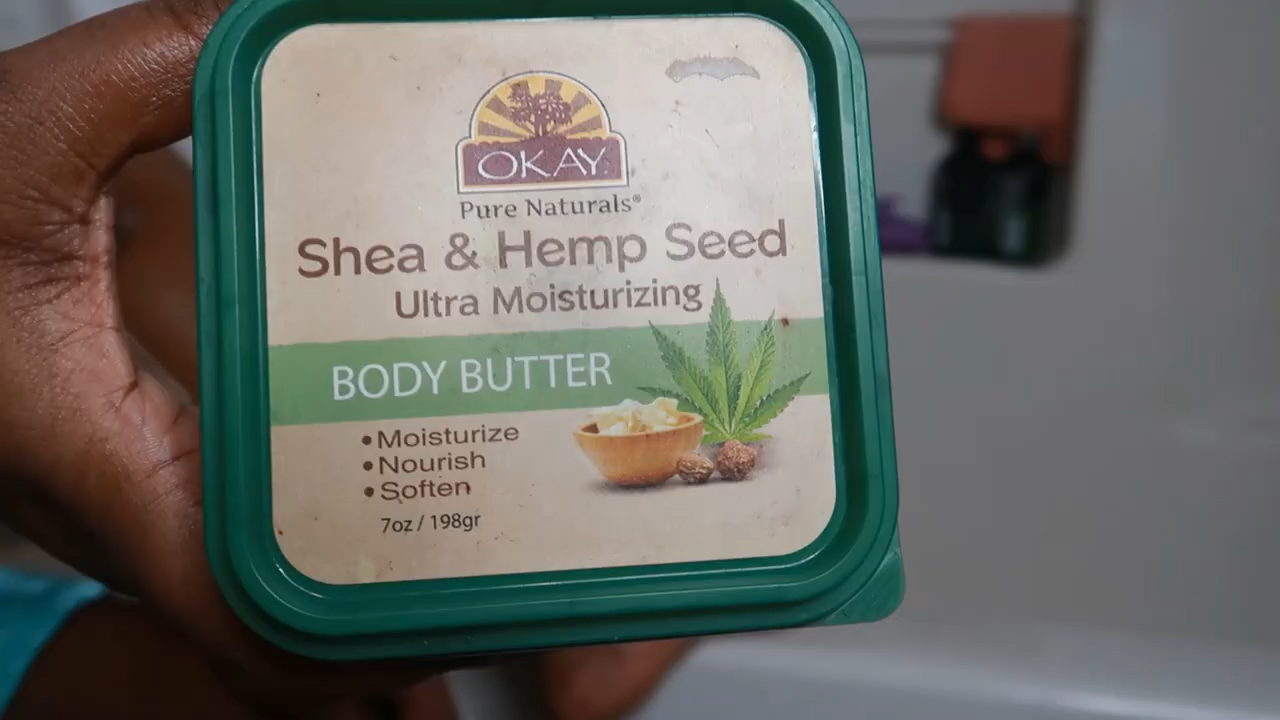 OKAY.
Pure Naturals®
Shea & Hemp Seed
Ultra Moisturizing
BODY BUTTER
• Moisturize
• Nourish
• Soften
7oz / 198gr